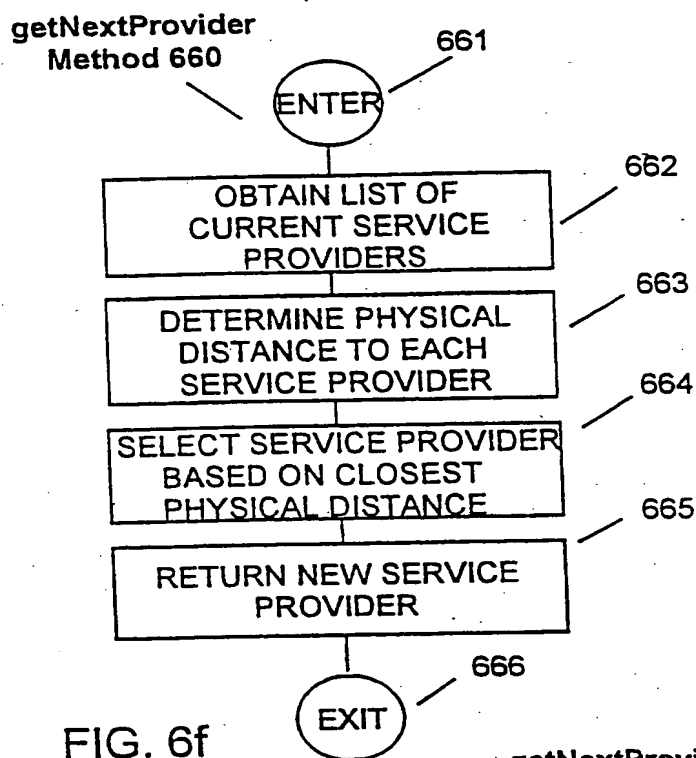 getNextProvider
Method 660
661
ENTER
662
OBTAIN LIST OF
CURRENT SERVICE
PROVIDERS
663
DETERMINE PHYSICAL
DISTANCE TO EACH
SERVICE PROVIDER
664
SELECT SERVICE PROVIDER
BASED ON CLOSEST
PHYSICAL DISTANCE
665
RETURN NEW SERVICE
PROVIDER
666
EXIT
FIG. 6f